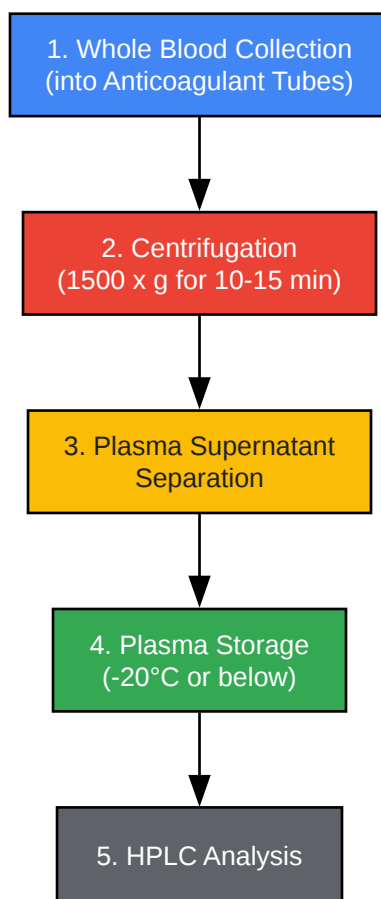 1. Whole Blood Collection
(into Anticoagulant Tubes)
2. Centrifugation
(1500 x g for 10-15 min)
3. Plasma Supernatant
Separation
4. Plasma Storage
(-20°C or below)
5. HPLC Analysis